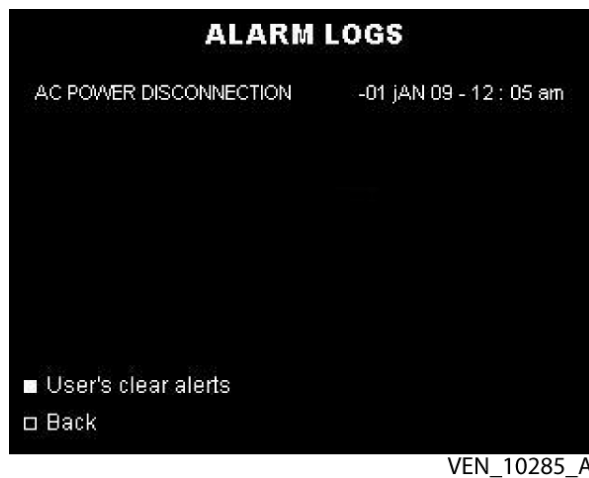 ALARM LOGS
AC POWER DISCONNECTION -01 jAN 09 - 12 : 05 am
User's clear alerts
Back
VEN_10285_A